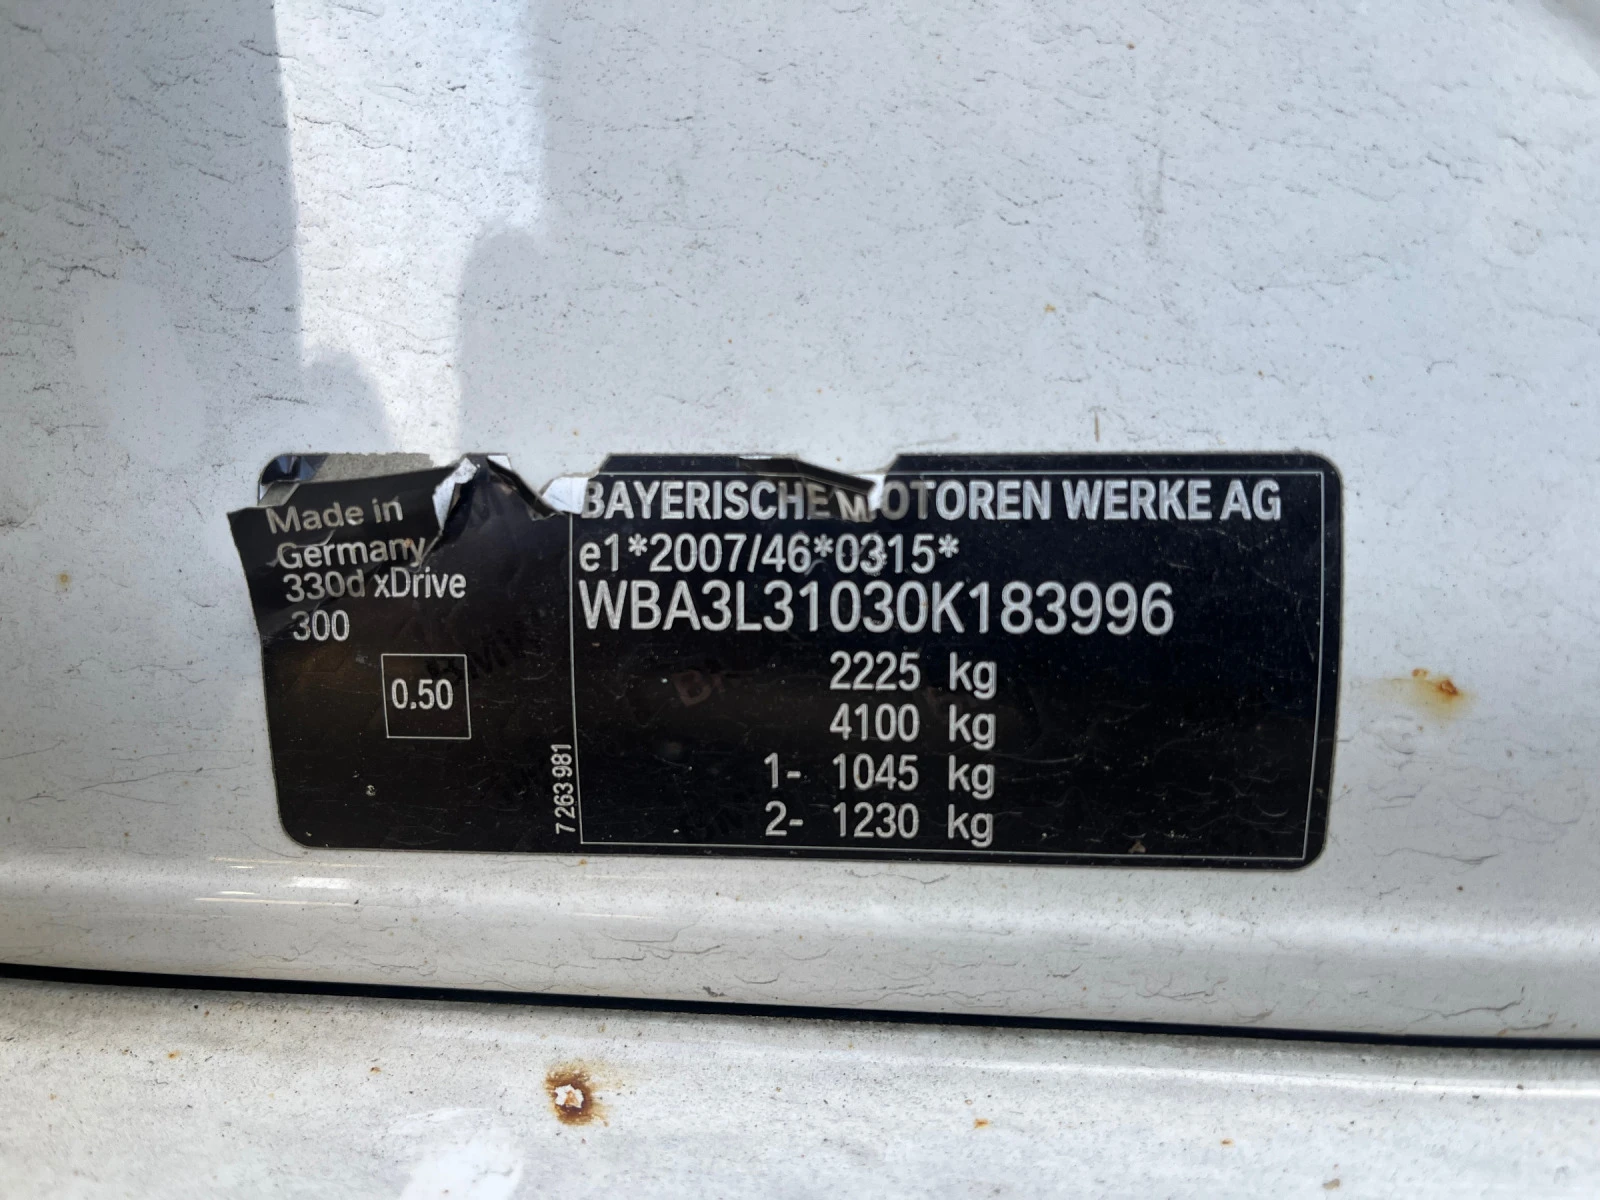 Made in
Germany
330d xDrive
300
0.50
7 263 981
BAYERISCHE MOTOREN WERKE AG
e1*2007/46*0315*
WBA3L31030K183996
2225 kg
4100 kg
1- 1045 kg
2- 1230 kg